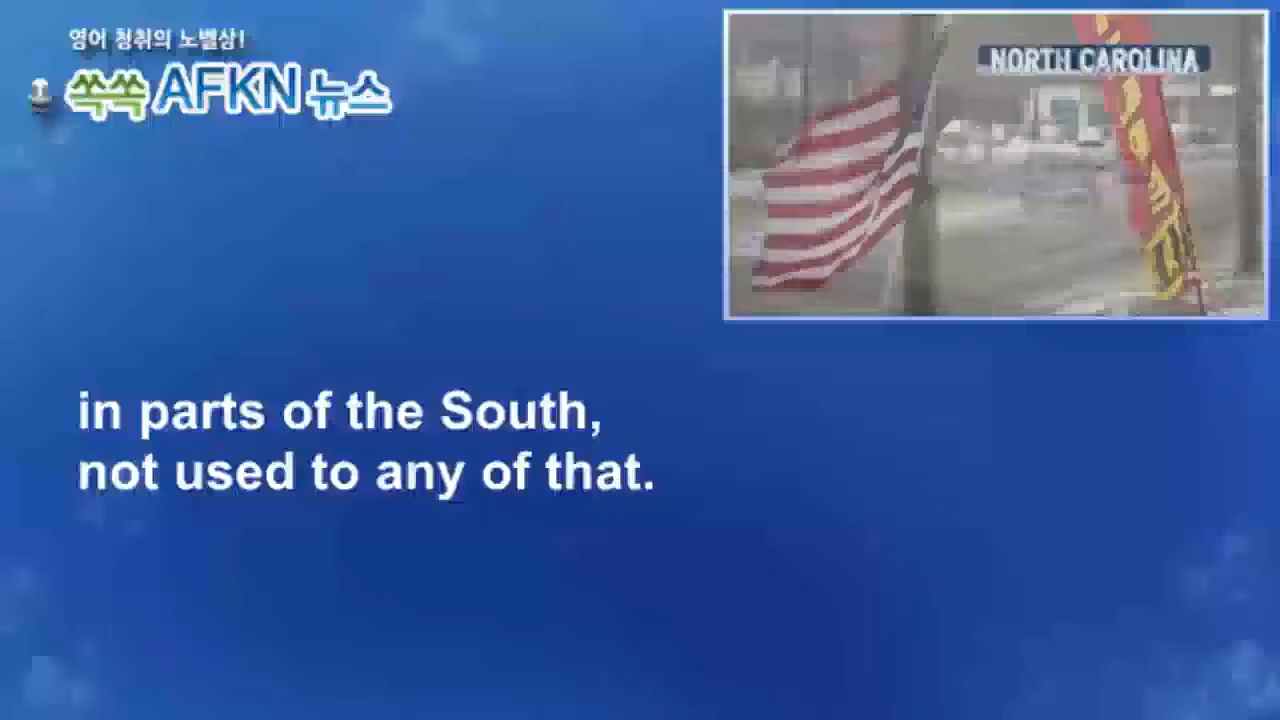 영어 청취의 노벨상!
쏙쏙 AFKN 뉴스
NORTH CAROLINA
in parts of the South,
not used to any of that.